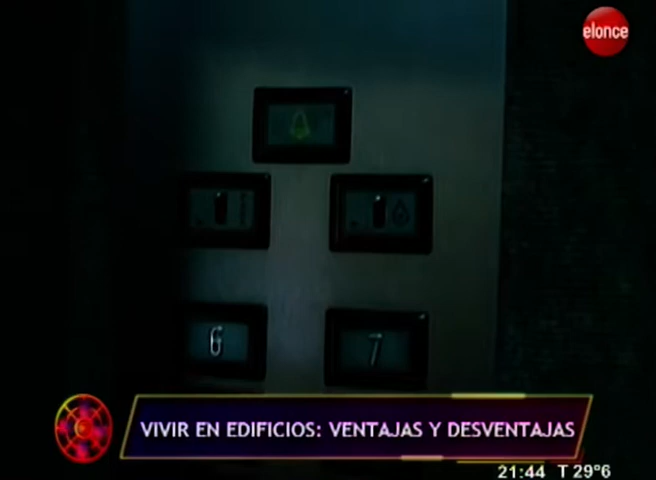 elonce
6
7
VIVIR EN EDIFICIOS: VENTAJAS Y DESVENTAJAS
21:44 T 29°6